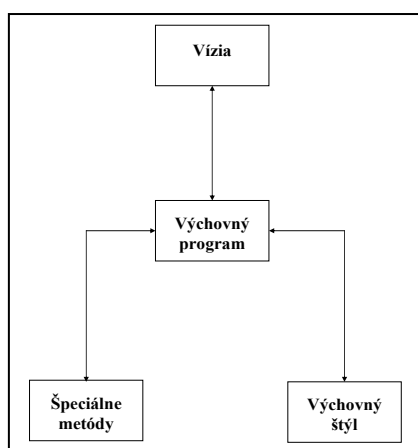 Vízia
Výchovný
program
Špeciálne
metódy
Výchovný
štýl